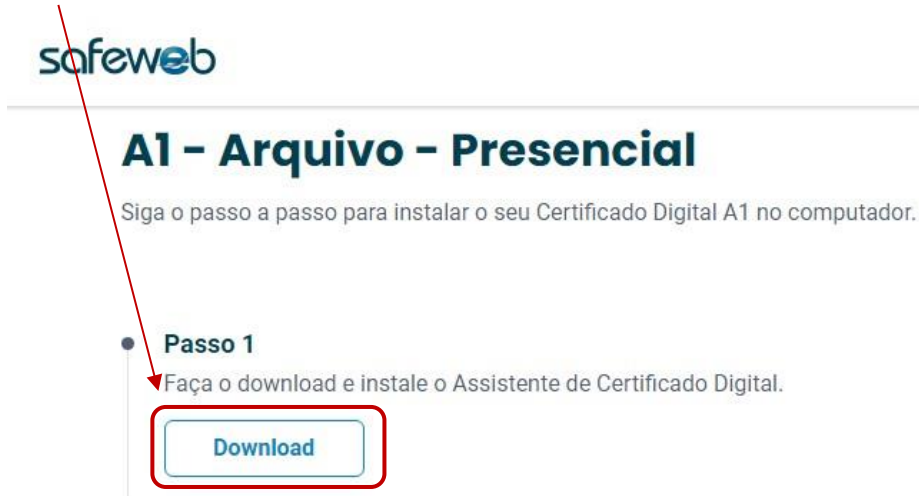 safeweb
A1 - Arquivo - Presencial
Siga o passo a passo para instalar o seu Certificado Digital A1 no computador.
Passo 1
Faça o download e instale o Assistente de Certificado Digital.
Download